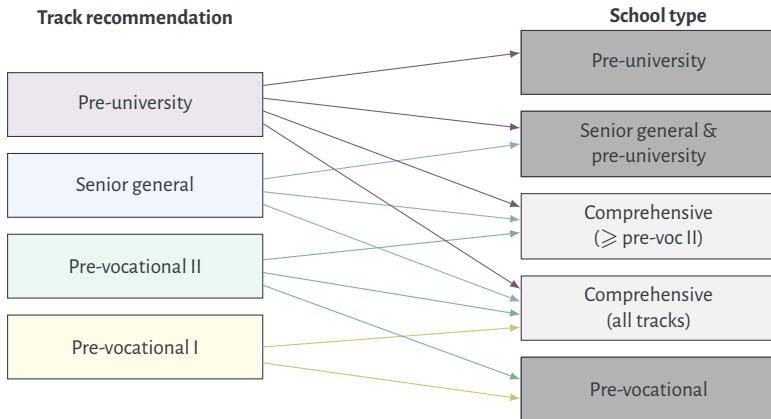 Track recommendation
School type
Pre-university
Senior general
Pre-vocational II
Pre-vocational I
Pre-university
Senior general &
pre-university
Comprehensive
(⩾ pre-voc II)
Comprehensive
(all tracks)
Pre-vocational